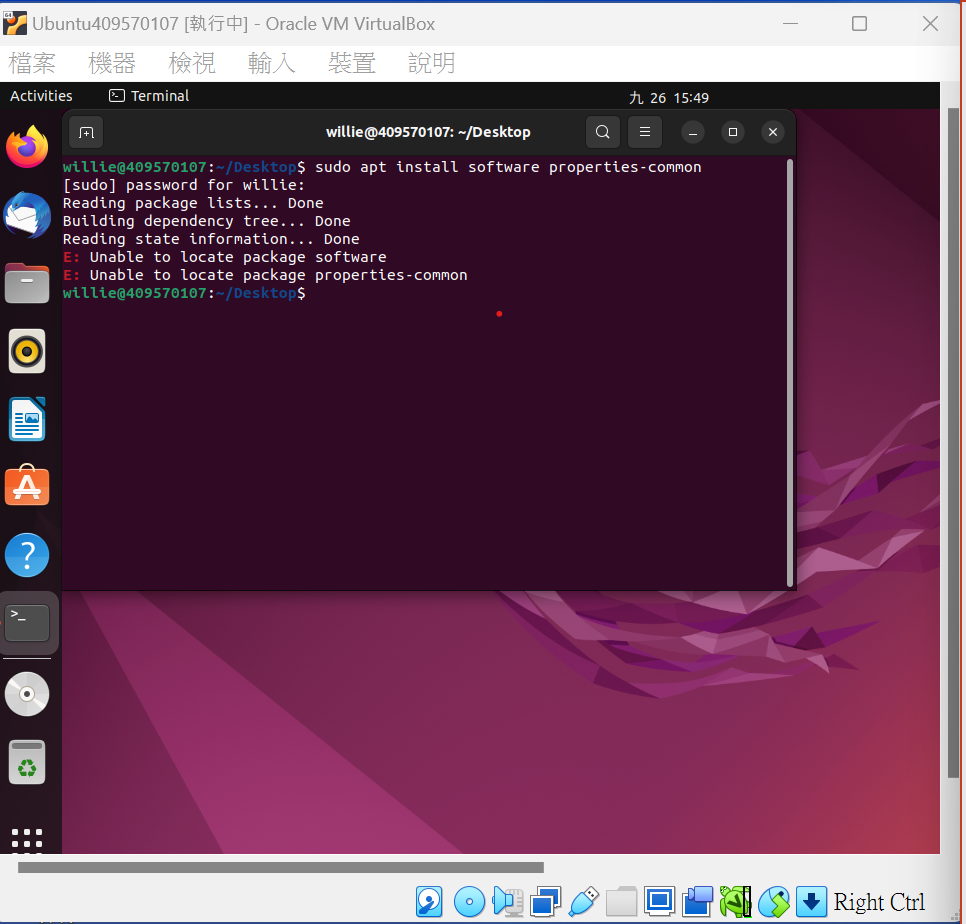 Ubuntu409570107 [執行中] - Oracle VM VirtualBox
檔案 機器 檢視 輸入 裝置 說明
Activities Terminal 九 26 15:49
willie@409570107: ~/Desktop
willie@409570107:~/Desktop$ sudo apt install software properties-common
[sudo] password for willie:
Reading package lists... Done
Building dependency tree... Done
Reading state information... Done
E: Unable to locate package software
E: Unable to locate package properties-common
willie@409570107:~/Desktop$
Right Ctrl